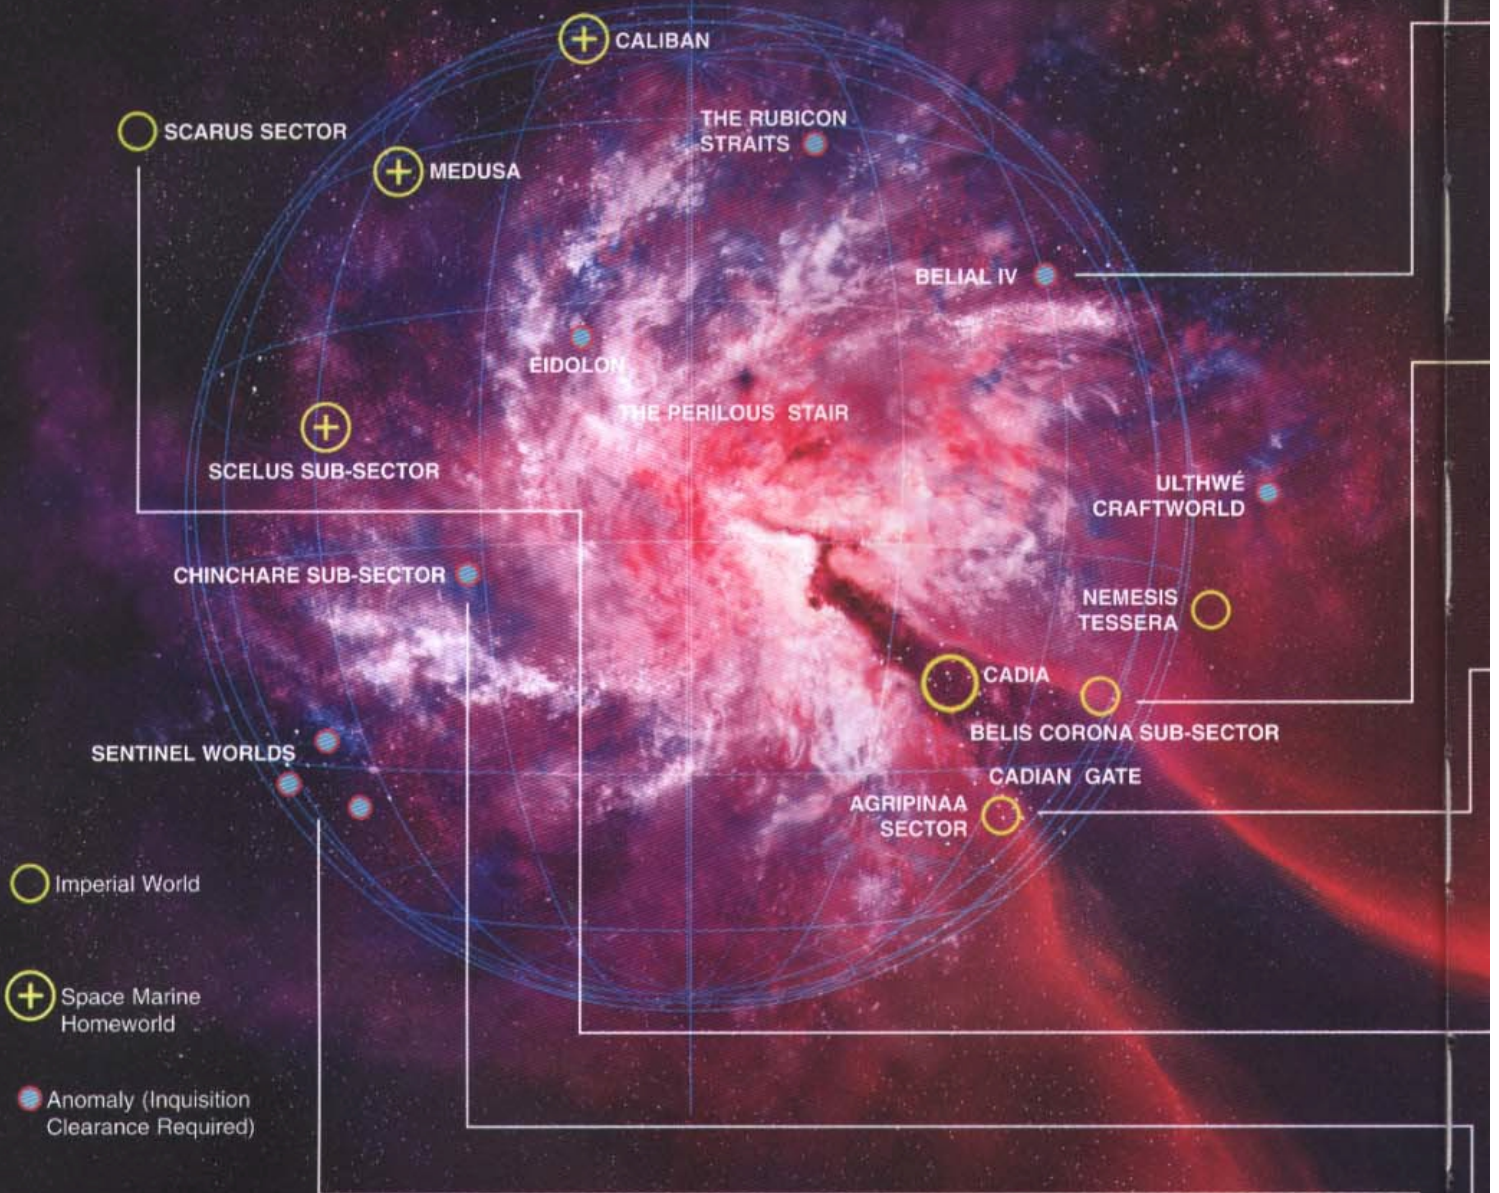 CALIBAN
SCARUS SECTOR
THE RUBICON
STRAITS
MEDUSA
BELIAL IV
EIDOLON
THE PERILOUS STAIR
SCELUS SUB-SECTOR
ULTHWÉ
CRAFTWORLD
CHINCHARE SUB-SECTOR
NEMESIS
TESSERA
CADIA
BELIS CORONA SUB-SECTOR
SENTINEL WORLDS
CADIAN GATE
AGRIPINAA
SECTOR
Imperial World
Space Marine
Homeworld
Anomaly (Inquisition
Clearance Required)